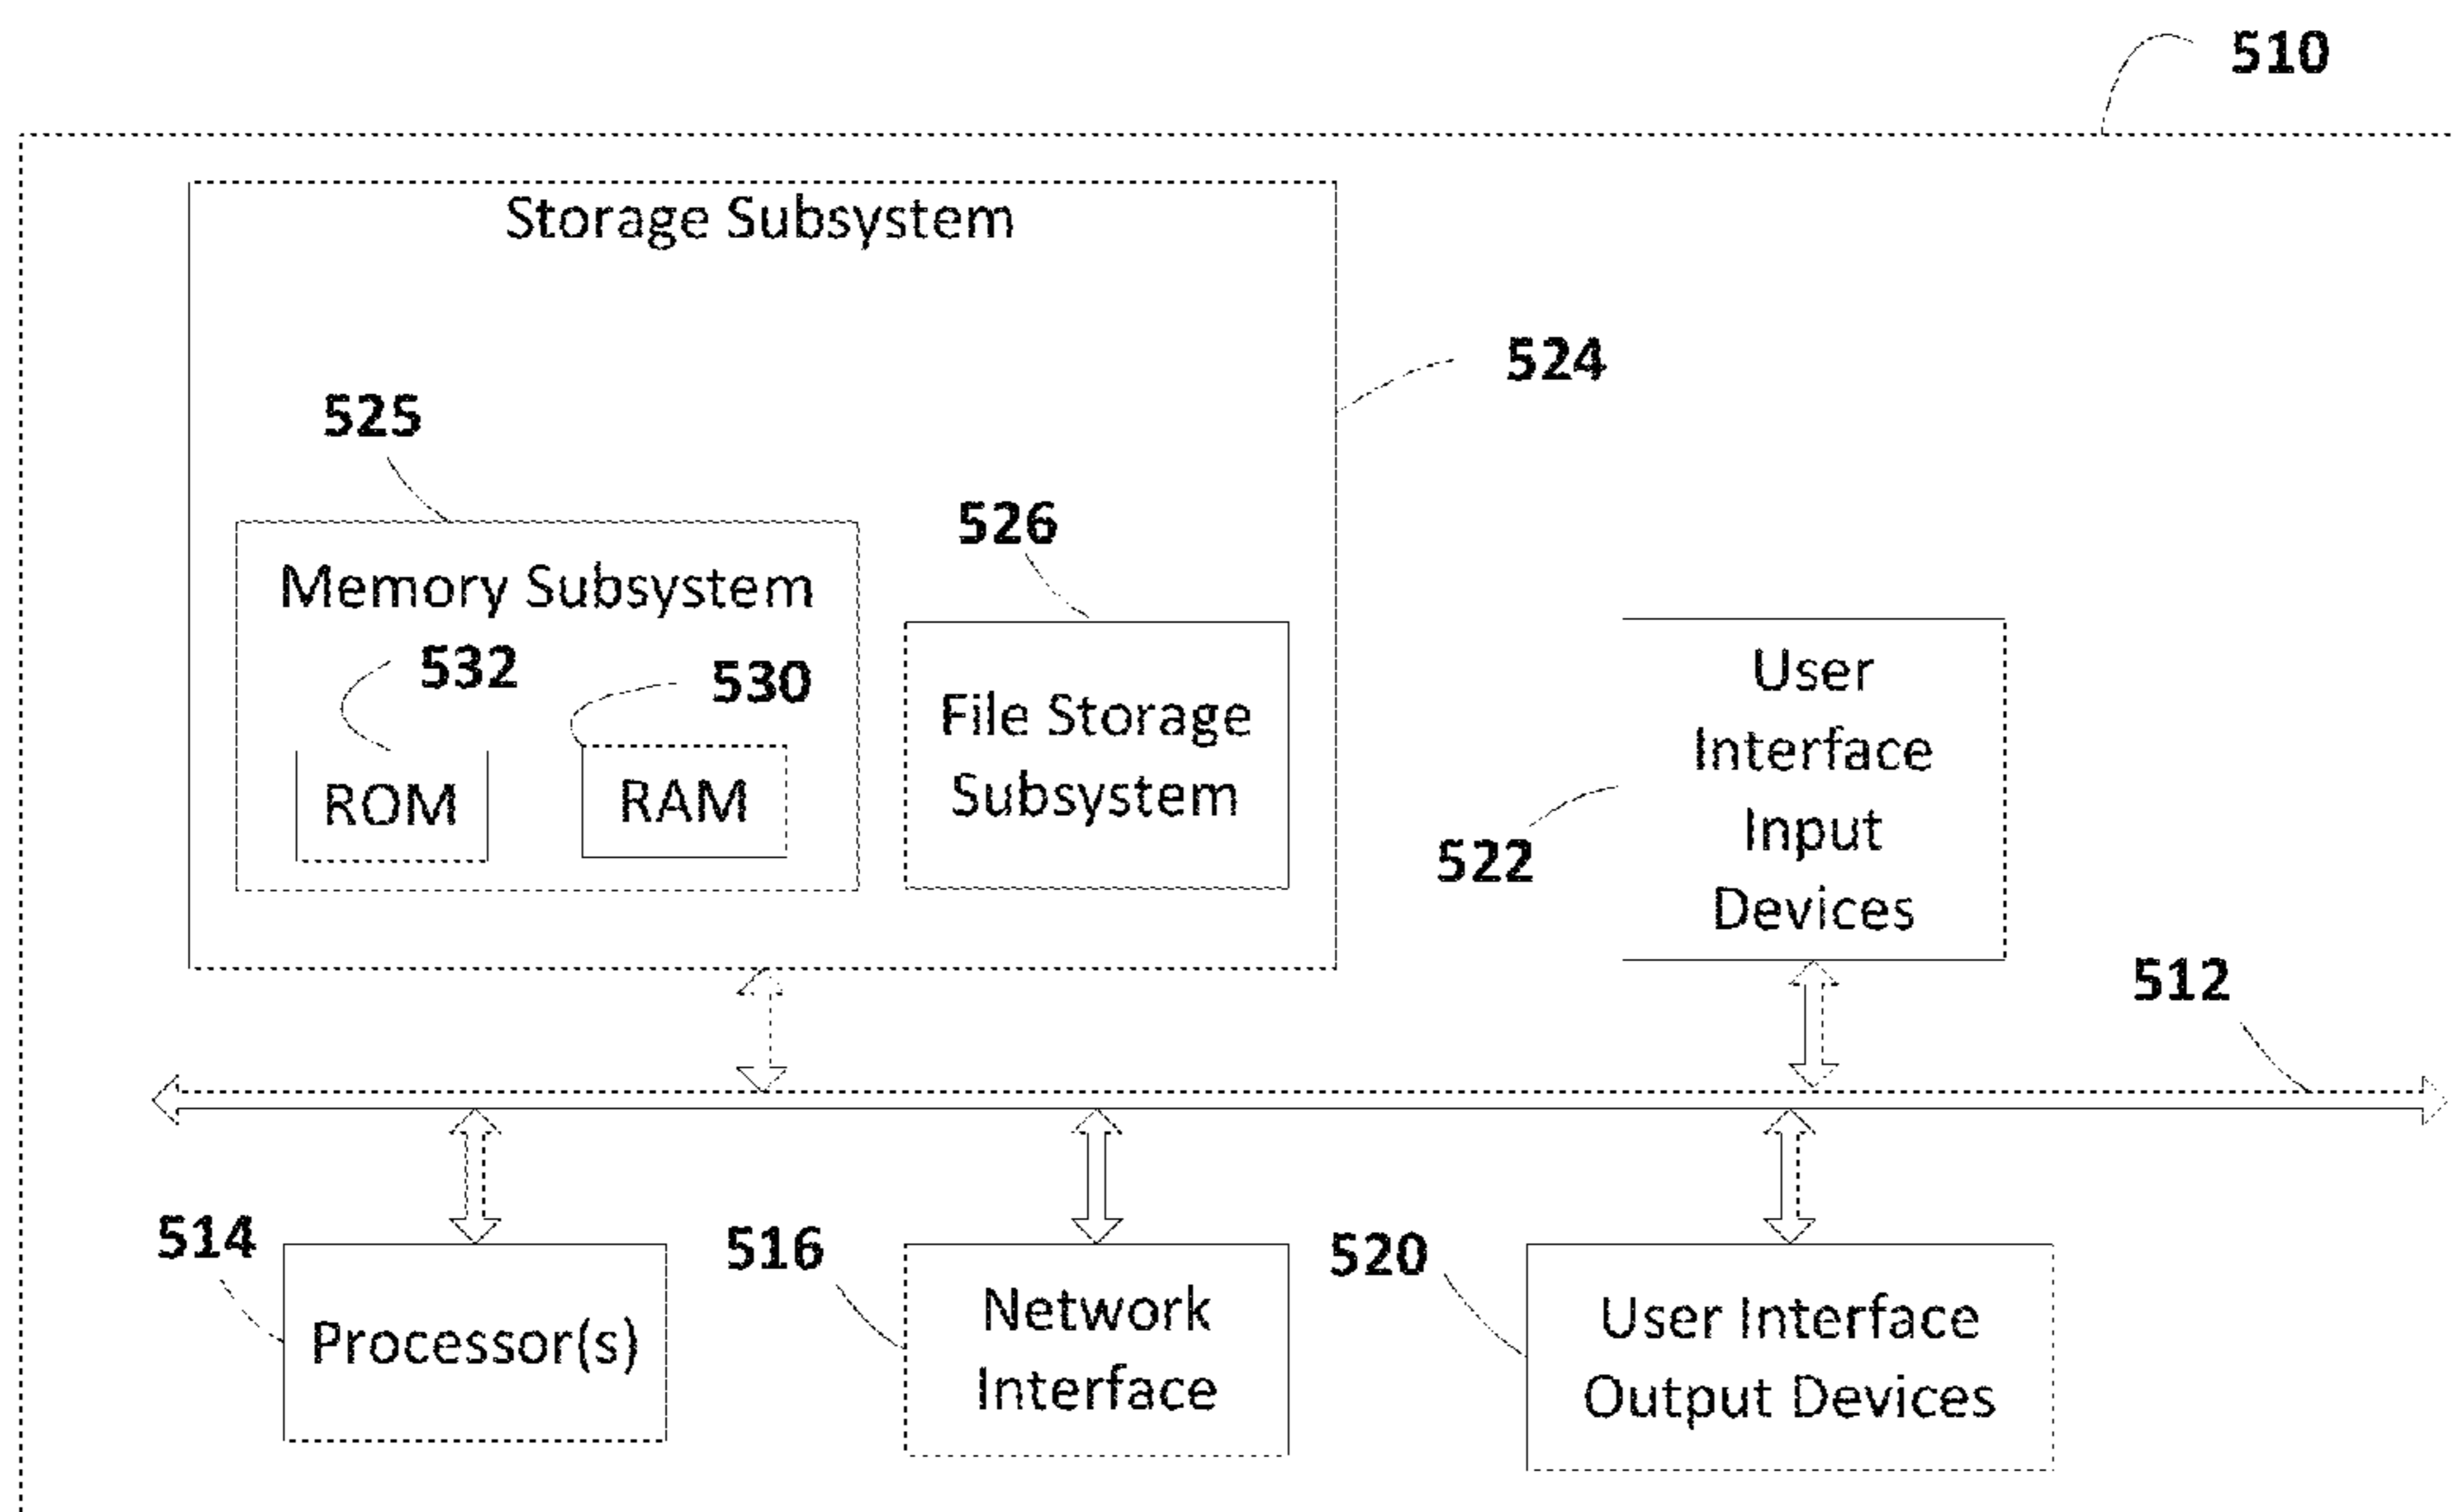 510
Storage Subsystem
524
525
526
Memory Subsystem
532
530
ROM
RAM
File Storage
Subsystem
User
Interface
Input
Devices
522
512
514
Processor(s)
516
Network
Interface
520
User Interface
Output Devices